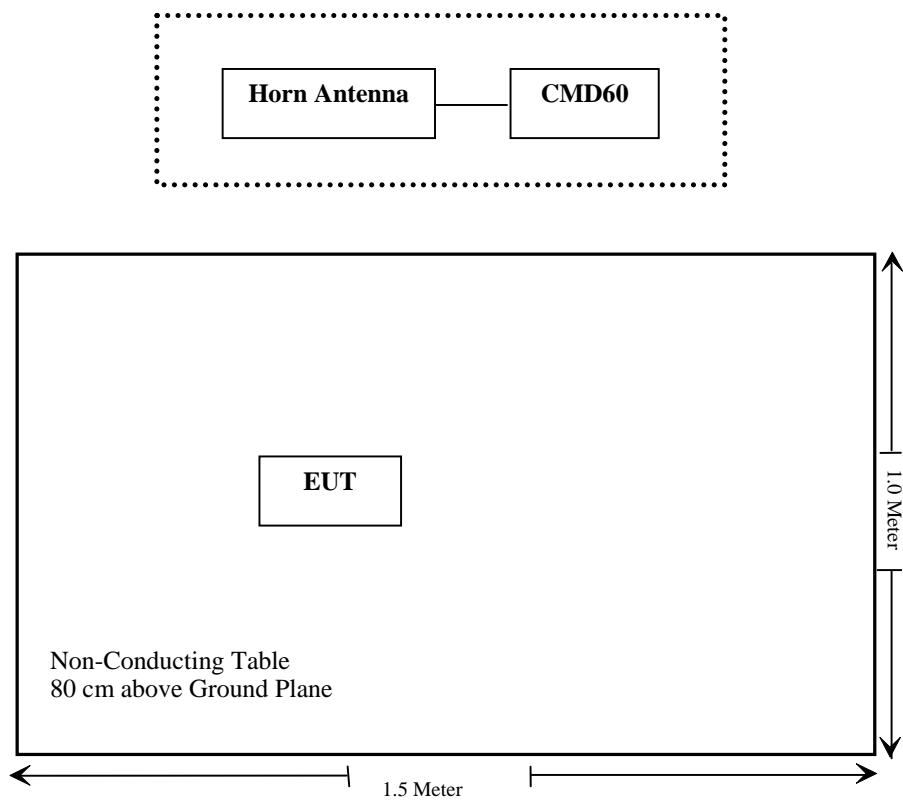 Horn Antenna
CMD60
EUT
1.0 Meter
Non-Conducting Table
80 cm above Ground Plane
1.5 Meter